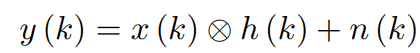 y (k) = x (k) ⊗ h (k) + n (k)